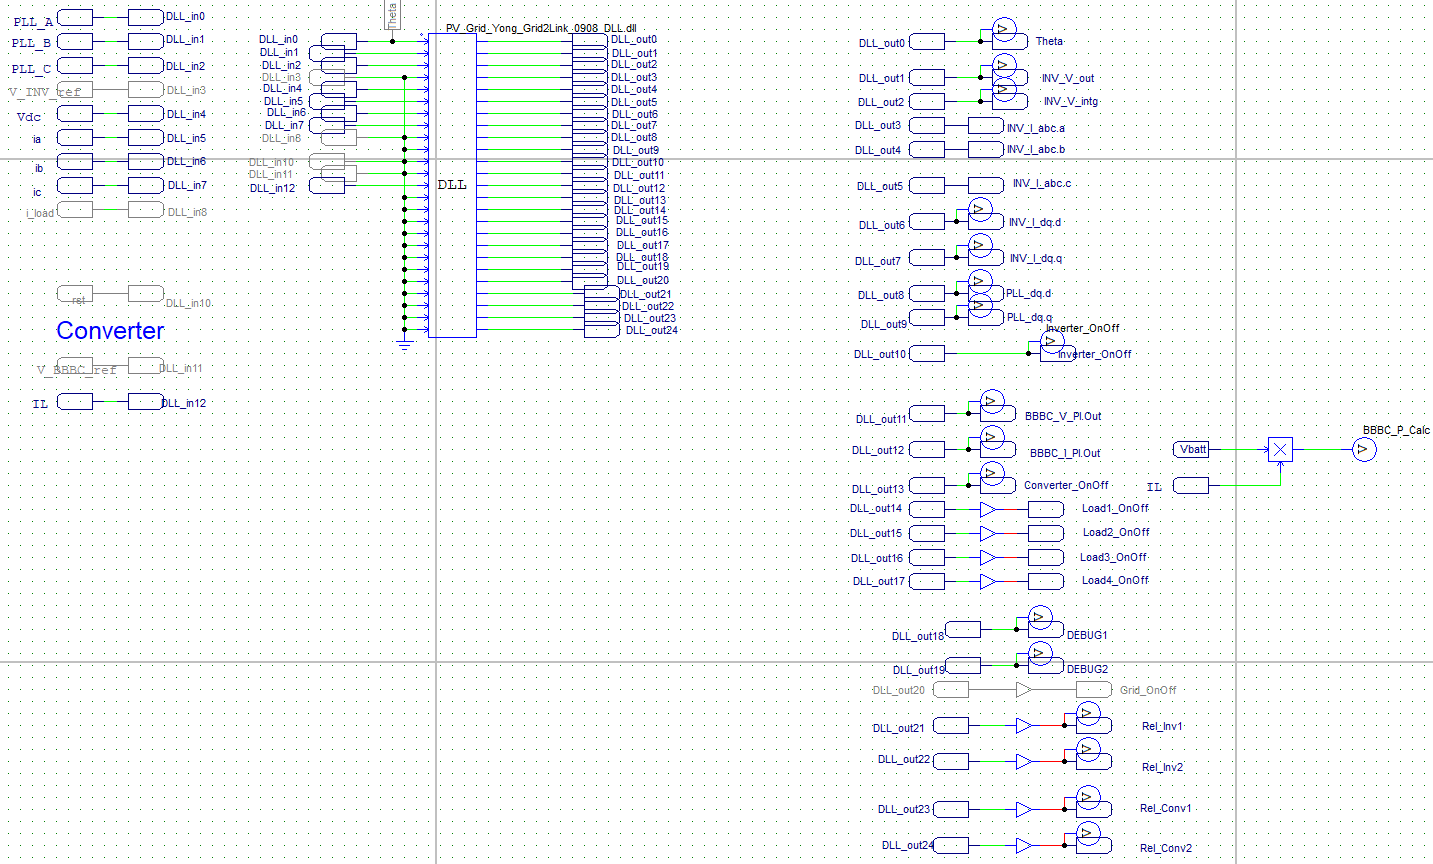 PLL_A
DLL_in0
PLL_B
DLL_in1
PLL_C
DLL_in2
V_INV_ref
DLL_in3
Vdc
DLL_in4
ia
DLL_in5
ib
DLL_in6
ic
DLL_in7
i_load
DLL_in8
rst
DLL_in10
Converter
V_BBBC_ref
DLL_in11
IL
DLL_in12
Theta
PV_Grid_Yong_Grid2Link_0908_DLL.dll
DLL_in0
DLL_in1
DLL_in2
DLL_in3
DLL_in4
DLL_in5
DLL_in6
DLL_in7
DLL_in8
DLL_in10
DLL_in11
DLL_in12
DLL
DLL_out0
DLL_out1
DLL_out2
DLL_out3
DLL_out4
DLL_out5
DLL_out6
DLL_out7
DLL_out8
DLL_out9
DLL_out10
DLL_out11
DLL_out12
DLL_out13
DLL_out14
DLL_out15
DLL_out16
DLL_out17
DLL_out18
DLL_out19
DLL_out20
DLL_out21
DLL_out22
DLL_out23
DLL_out24
DLL_out0
V
Theta
DLL_out1
V
INV_V_out
DLL_out2
V
INV_V_intg
DLL_out3
INV_I_abc.a
DLL_out4
INV_I_abc.b
DLL_out5
INV_I_abc.c
DLL_out6
V
INV_I_dq.d
DLL_out7
V
INV_I_dq.q
DLL_out8
V
PLL_dq.d
DLL_out9
V
PLL_dq.q
Inverter_OnOff
DLL_out10
V
Inverter_OnOff
DLL_out11
V
BBBC_V_PI.Out
DLL_out12
V
BBBC_I_PI.Out
DLL_out13
V
Converter_OnOff
DLL_out14
Load1_OnOff
DLL_out15
Load2_OnOff
DLL_out16
Load3_OnOff
DLL_out17
Load4_OnOff
DLL_out18
V
DEBUG1
DLL_out19
V
DEBUG2
DLL_out20
Grid_OnOff
DLL_out21
V
Rel_Inv1
DLL_out22
V
Rel_Inv2
DLL_out23
V
Rel_Conv1
DLL_out24
V
Rel_Conv2
BBBC_P_Calc
Vbatt
V
IL